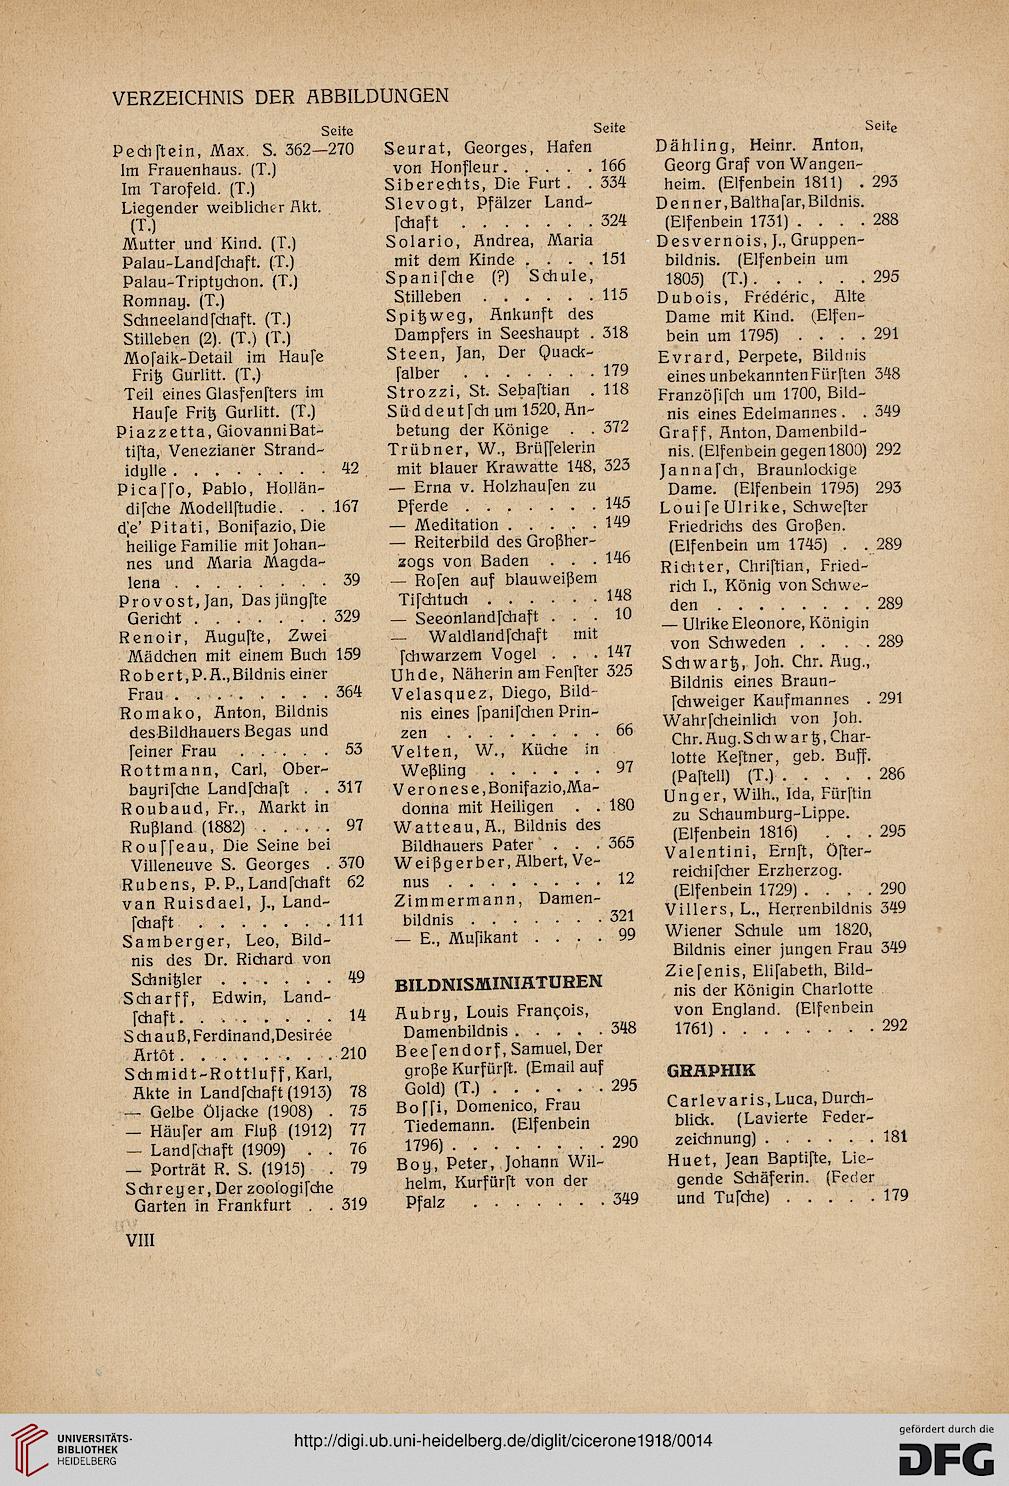 VERZEICHNIS DER ABBILDUNGEN
Seite
Pechſtein, Max. S. 362—270
Im Frauenhaus. (T.)
Im Tarofeld. (T.)
Liegender weiblicher Akt.
(T.)
Mutter und Kind. (T.)
Palau-Landſchaft. (T.)
Palau-Triptychon. (T.)
Romnay. (T.)
Schneelandſchaft. (T.)
Stilleben (2). (T.) (T.)
Moſaik-Detail im Hauſe
Fritz Gurlitt. (T.)
Teil eines Glasfenſters im
Hauſe Fritz Gurlitt. (T.)
Piazzetta, Giovanni Bat-
tiſta, Venezianer Strand-
idylle . . . . . . . . 42
Picaſſo, Pablo, Hollän-
diſche Modellſtudie. . . .167
de' Pitati, Bonifazio, Die
heilige Familie mit Johan-
nes und Maria Magda-
lena . . . . . . . . 39
Provost, Jan, Das jüngſte
Gericht . . . . . . . 329
Renoir, Auguſte, Zwei
Mädchen mit einem Buch 159
Robert, P. A., Bildnis einer
Frau . . . . . . . . 364
Romako, Anton, Bildnis
des Bildhauers Begas und
ſeiner Frau . . . . . 53
Rottmann, Carl, Ober-
bayriſche Landſchaft . . 317
Roubaud, Fr., Markt in
Rußland (1882) . . . . 97
Rouſſeau, Die Seine bei
Villeneuve S. Georges . 370
Rubens, P. P., Landſchaft 62
van Ruisdael, J., Land-
ſchaft . . . . . . . 111
Samberger, Leo, Bild-
nis des Dr. Richard von
Schnitzler . . . . . . 49
Scharff, Edwin, Land-
ſchaft. . . . . . . . 14
Schauß, Ferdinand, Desirée
Artôt . . . . . . . . 210
Schmidt-Rottluff, Karl,
Akte in Landſchaft (1913) 78
— Gelbe Öljacke (1908) . 75
— Häuſer am Fluß (1912) 77
— Landſchaft (1909) . . 76
— Porträt R. S. (1915) . . 79
Schreyer, Der zoologiſche
Garten in Frankfurt . . 319
VIII
Seite
Seurat, Georges, Hafen
von Honfleur . . . . . 166
Siberechts, Die Furt . . 334
Slevogt, Pfälzer Land-
ſchaft . . . . . . . 324
Solario, Andrea, Maria
mit dem Kinde . . . . 151
Spaniſche (?) Schule,
Stilleben . . . . . . 115
Spitzweg, Ankunft des
Dampfers in Seeshaupt . 318
Steen, Jan, Der Quack-
ſalber . . . . . . . 179
Strozzi, St. Sebaſtian . 118
Süddeutſch um 1520, An-
betung der Könige . . 372
Trübner, W., Brüſſelerin
mit blauer Krawatte 148, 323
— Erna v. Holzhauſen zu
Pferde . . . . . . . 145
— Meditation . . . . . 149
— Reiterbild des Großher-
zogs von Baden . . . 146
— Roſen auf blauweißem
Tiſchtuch . . . . . . 148
— Seeonlandſchaft . . . 10
— Waldlandſchaft mit
ſchwarzem Vogel . . . 147
Uhde, Näherin am Fenſter 325
Velasquez, Diego, Bild-
nis eines ſpaniſchen Prin-
zen . . . . . . . . 66
Velten, W., Küche in
Weßling . . . . . . 97
Veronese, Bonifazio, Ma-
donna mit Heiligen . . 180
Watteau, A., Bildnis des
Bildhauers Pater . . . 365
Weißgerber, Albert, Ve-
nus . . . . . . . . 12
Zimmermann, Damen-
bildnis . . . . . . . 321
— E., Muſikant . . . . 99
BILDNISMINIATUREN
Aubry, Louis François,
Damenbildnis . . . . . 348
Beeſendorf, Samuel, Der
große Kurfürſt. (Email auf
Gold) (T.) . . . . . . 295
Boſſi, Domenico, Frau
Tiedemann. (Elfenbein
1796) . . . . . . . . 290
Boy, Peter, Johann Wil-
helm, Kurfürſt von der
Pfalz . . . . . . . 349
Seite
Dähling, Heinr. Anton,
Georg Graf von Wangen-
heim. (Elfenbein 1811) . 293
Denner, Balthaſar, Bildnis.
(Elfenbein 1731) . . . . 288
Desvernois, J., Gruppen-
bildnis. (Elfenbein um
1805) (T.) . . . . . . 295
Dubois, Frédéric, Alte
Dame mit Kind. (Elfen-
bein um 1795) . . . . 291
Evrard, Perpete, Bildnis
eines unbekannten Fürſten 348
Französiſch um 1700, Bild-
nis eines Edelmannes . . 349
Graff, Anton, Damenbild-
nis. (Elfenbein gegen 1800) 292
Jannaſch, Braunlockige
Dame. (Elfenbein 1795) 293
Louiſe Ulrike, Schweſter
Friedrichs des Großen.
(Elfenbein um 1745) . . 289
Richter, Chriſtian, Fried-
rich I., König von Schwe-
den . . . . . . . . 289
— Ulrike Eleonore, Königin
von Schweden . . . . 289
Schwartz, Joh. Chr. Aug.,
Bildnis eines Braun-
ſchweiger Kaufmannes . 291
Wahrſcheinlich von Joh.
Chr. Aug. Schwartz, Char-
lotte Keſtner, geb. Buff.
(Paſtell) (T.) . . . . . 286
Unger, Wilh., Ida, Fürſtin
zu Schaumburg-Lippe.
(Elfenbein 1816) . . . 295
Valentini, Ernſt, Öſter-
reichiſcher Erzherzog.
(Elfenbein 1729) . . . . 290
Villers, L., Herrenbildnis 349
Wiener Schule um 1820,
Bildnis einer jungen Frau 349
Zieſenis, Eliſabeth, Bild-
nis der Königin Charlotte
von England. (Elfenbein
1761) . . . . . . . . 292
GRAPHIK
Carlevaris, Luca, Durch-
blick. (Lavierte Feder-
zeichnung) . . . . . . 181
Huet, Jean Baptiſte, Lie-
gende Schäferin. (Feder
und Tuſche) . . . . . 179
UNIVERSITÄTS-
BIBLIOTHEK
HEIDELBERG
http://digi.ub.uni-heidelberg.de/diglit/cicerone1918/0014
gefördert durch die
DFG